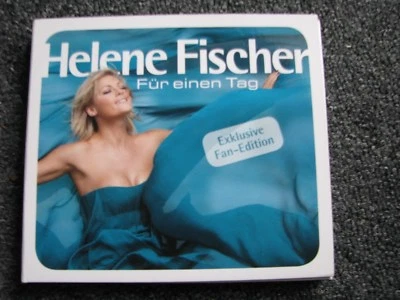 Helene Fischer
Für einen Tag
Exklusive
Fan-Edition